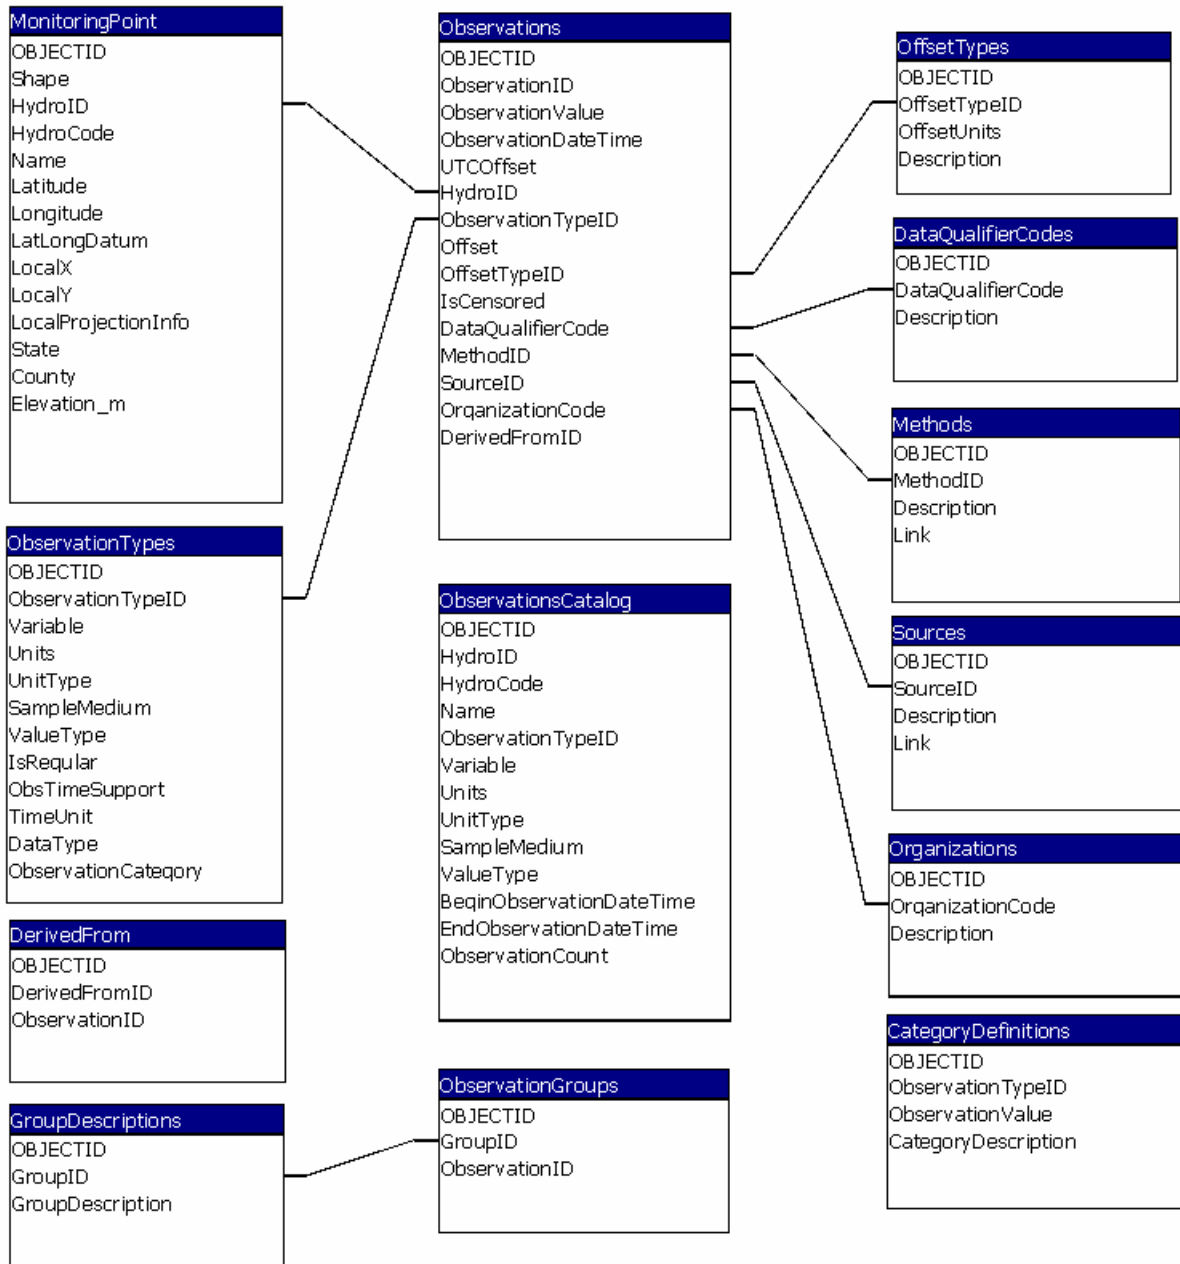 MonitoringPoint
OBJECTID
Shape
HydroID
HydroCode
Name
Latitude
Longitude
LatLongDatum
LocalX
LocalY
LocalProjectionInfo
State
County
Elevation_m
ObservationTypes
OBJECTID
ObservationTypeID
Variable
Units
UnitType
SampleMedium
ValueType
IsRegular
ObsTimeSupport
TimeUnit
DataType
ObservationCategory
DerivedFrom
OBJECTID
DerivedFromID
ObservationID
GroupDescriptions
OBJECTID
GroupID
GroupDescription
Observations
OBJECTID
ObservationID
ObservationValue
ObservationDateTime
UTCOffset
HydroID
ObservationTypeID
Offset
OffsetTypeID
IsCensored
DataQualifierCode
MethodID
SourceID
OrganizationCode
DerivedFromID
ObservationsCatalog
OBJECTID
HydroID
HydroCode
Name
ObservationTypeID
Variable
Units
UnitType
SampleMedium
ValueType
BeginObservationDateTime
EndObservationDateTime
ObservationCount
ObservationGroups
OBJECTID
GroupID
ObservationID
OffsetTypes
OBJECTID
OffsetTypeID
OffsetUnits
Description
DataQualifierCodes
OBJECTID
DataQualifierCode
Description
Methods
OBJECTID
MethodID
Description
Link
Sources
OBJECTID
SourceID
Description
Link
Organizations
OBJECTID
OrganizationCode
Description
CategoryDefinitions
OBJECTID
ObservationTypeID
ObservationValue
CategoryDescription